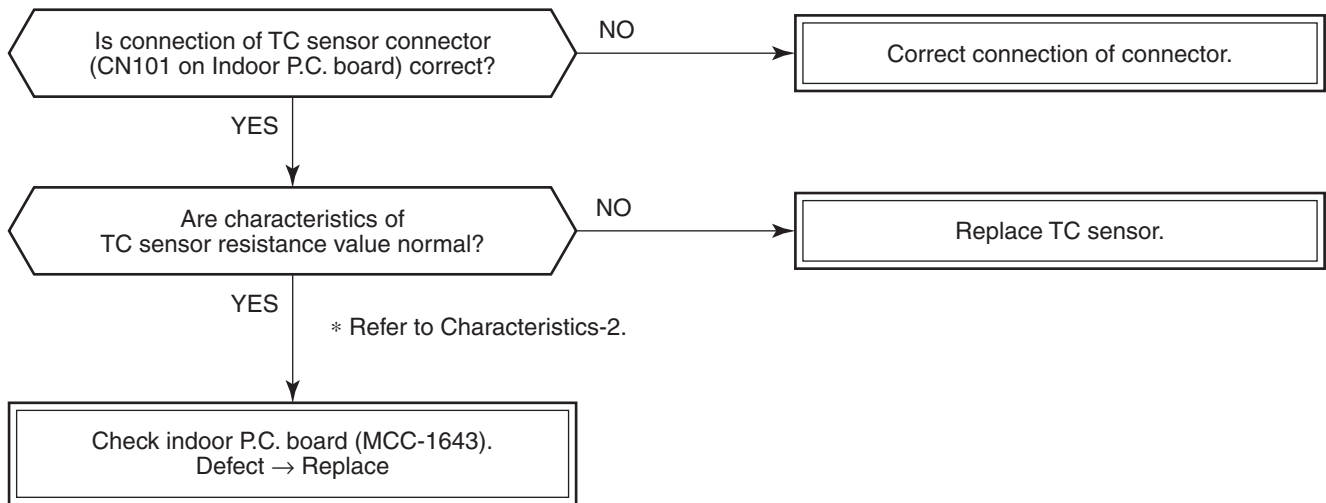 Is connection of TC sensor connector
(CN101 on Indoor P.C. board) correct?
NO
Correct connection of connector.
YES
Are characteristics of
TC sensor resistance value normal?
NO
Replace TC sensor.
YES
* Refer to Characteristics-2.
Check indoor P.C. board (MCC-1643).
Defect → Replace